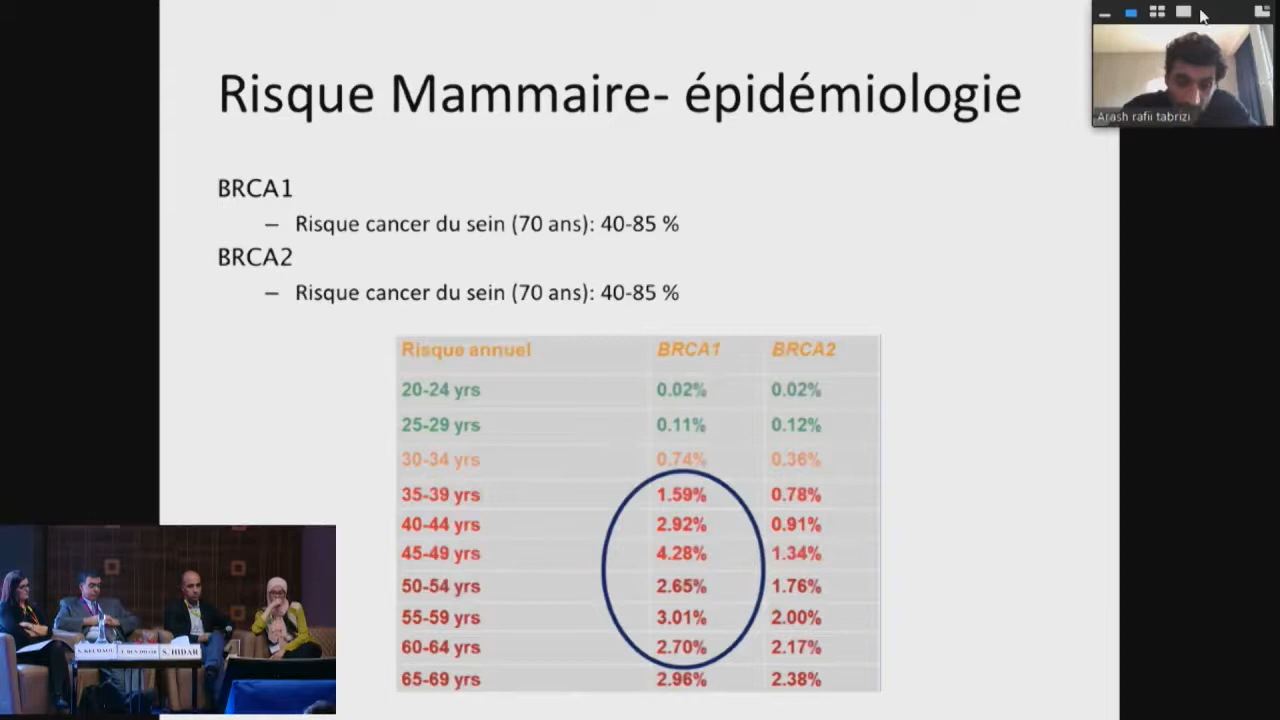 Risque Mammaire- épidémiologie
Arash rafii tabrizi
BRCA1
– Risque cancer du sein (70 ans): 40-85 %
BRCA2
– Risque cancer du sein (70 ans): 40-85 %
Risque annuel BRCA1 BRCA2
20-24 yrs 0.02% 0.02%
25-29 yrs 0.11% 0.12%
30-34 yrs 0.74% 0.36%
35-39 yrs 1.59% 0.78%
40-44 yrs 2.92% 0.91%
45-49 yrs 4.28% 1.34%
50-54 yrs 2.65% 1.76%
55-59 yrs 3.01% 2.00%
60-64 yrs 2.70% 2.17%
65-69 yrs 2.96% 2.38%
S. HIDAR